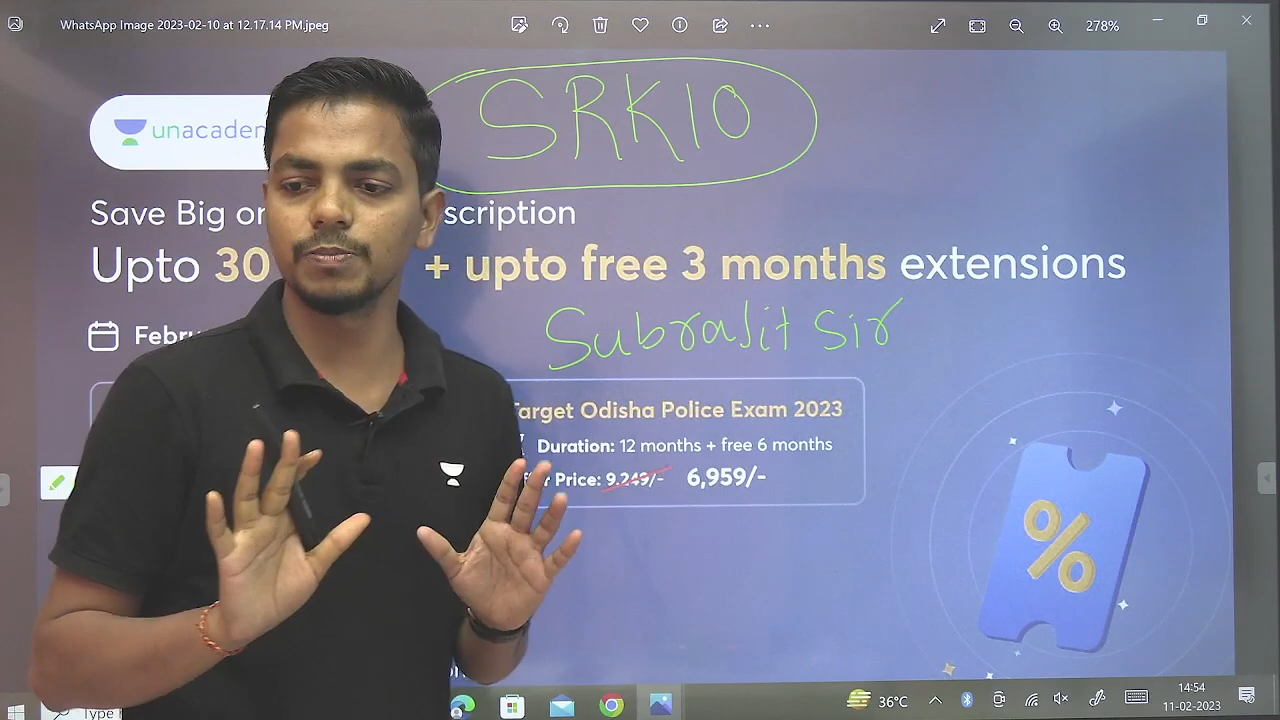 WhatsApp Image 2023-02-10 at 12.17.14 PM.jpeg
278%
SRK10
unacaden
Save Big on scription
Upto 30 + upto free 3 months extensions
Febru
Subrajit Sir
Target Odisha Police Exam 2023
Duration: 12 months + free 6 months
Price: 9,249/- 6,959/-
%
Type
36°C
14:54
11-02-2023